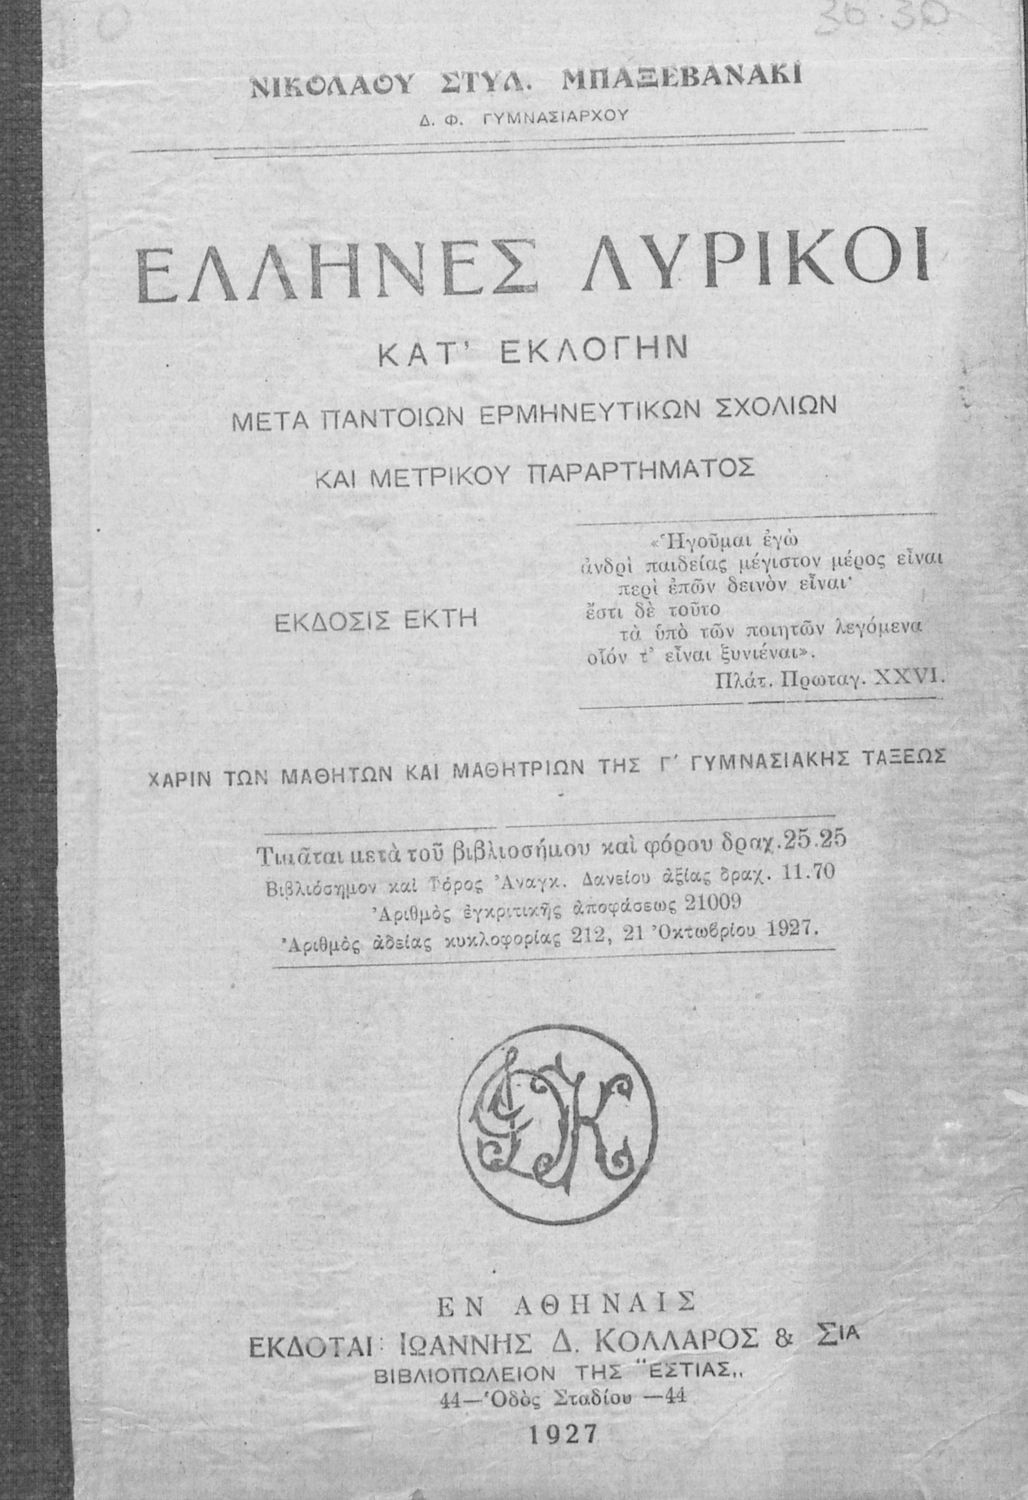 36.30
ΝΙΚΟΛΑΟΥ ΣΤΥΛ. ΜΠΑΞΕΒΑΝΑΚΙ
Δ. Φ. ΓΥΜΝΑΣΙΑΡΧΟΥ
ΕΛΛΗΝΕΣ ΛΥΡΙΚΟΙ
ΚΑΤ' ΕΚΛΟΓΗΝ
ΜΕΤΑ ΠΑΝΤΟΙΩΝ ΕΡΜΗΝΕΥΤΙΚΩΝ ΣΧΟΛΙΩΝ
ΚΑΙ ΜΕΤΡΙΚΟΥ ΠΑΡΑΡΤΗΜΑΤΟΣ
«Ἡγοῦμαι ἐγὼ
ἀνδρὶ παιδείας μέγιστον μέρος εἶναι
περὶ ἐπῶν δεινὸν εἶναι·
ἔστι δὲ τοῦτο
τὰ ὑπὸ τῶν ποιητῶν λεγόμενα
οἷόν τ' εἶναι ξυνιέναι».
Πλάτ. Πρωταγ. XXVI.
ΕΚΔΟΣΙΣ ΕΚΤΗ
ΧΑΡΙΝ ΤΩΝ ΜΑΘΗΤΩΝ ΚΑΙ ΜΑΘΗΤΡΙΩΝ ΤΗΣ Γ΄ ΓΥΜΝΑΣΙΑΚΗΣ ΤΑΞΕΩΣ
Τιμᾶται μετὰ τοῦ βιβλιοσήμου καὶ φόρου δραχ. 25.25
Βιβλιόσημον καὶ Φόρος Ἀναγκ. Δανείου ἀξίας δραχ. 11.70
Ἀριθμὸς ἐγκριτικῆς ἀποφάσεως 21009
Ἀριθμὸς ἀδείας κυκλοφορίας 212, 21 Ὀκτωβρίου 1927.
ΕΝ ΑΘΗΝΑΙΣ
ΕΚΔΟΤΑΙ: ΙΩΑΝΝΗΣ Δ. ΚΟΛΛΑΡΟΣ & ΣΙΑ
ΒΙΒΛΙΟΠΩΛΕΙΟΝ ΤΗΣ "ΕΣΤΙΑΣ,,
44—Ὁδὸς Σταδίου—44
1927